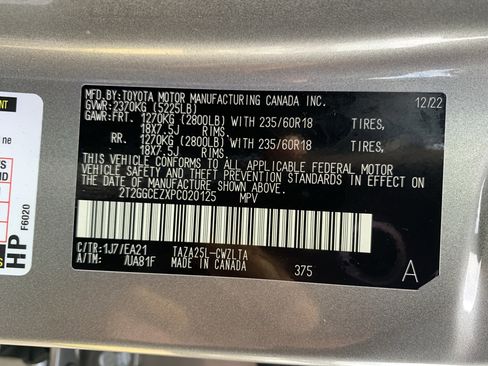 MFD.BY:TOYOTA MOTOR MANUFACTURING CANADA INC. 12/22
GVWR:2370KG (5225LB)
GAWR:FRT. 1270KG (2800LB) WITH 235/60R18 TIRES,
18X7.5J RIMS.
RR. 1270KG (2800LB) WITH 235/60R18 TIRES,
18X7.5J RIMS.
THIS VEHICLE CONFORMS TO ALL APPLICABLE FEDERAL MOTOR
VEHICLE SAFETY AND THEFT PREVENTION STANDARDS IN EFFECT ON
THE DATE OF MANUFACTURE SHOWN ABOVE.
2T2GGCEZXPC020125 MPV
C/TR:1J7/EA21 TAZA25L-CWZLTA
A/TM: /UA81F MADE IN CANADA 375 A
HP F6020